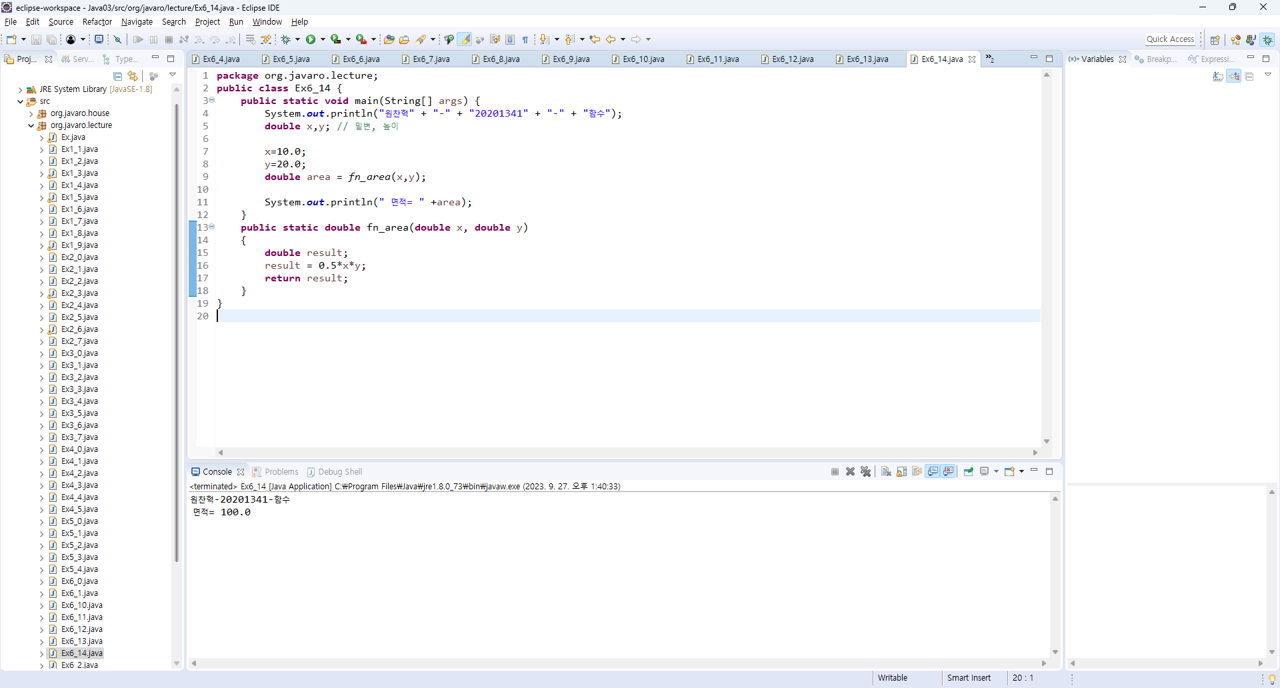 eclipse-workspace - Java03/src/org/javaro/lecture/Ex6_14.java - Eclipse IDE
File Edit Source Refactor Navigate Search Project Run Window Help
Quick Access
Proj... Serv... Type...
JRE System Library [JavaSE-1.8]
src
org.javaro.house
org.javaro.lecture
Ex.java
Ex1_1.java
Ex1_2.java
Ex1_3.java
Ex1_4.java
Ex1_5.java
Ex1_6.java
Ex1_7.java
Ex1_8.java
Ex1_9.java
Ex2_0.java
Ex2_1.java
Ex2_2.java
Ex2_3.java
Ex2_4.java
Ex2_5.java
Ex2_6.java
Ex2_7.java
Ex3_0.java
Ex3_1.java
Ex3_2.java
Ex3_3.java
Ex3_4.java
Ex3_5.java
Ex3_6.java
Ex3_7.java
Ex4_0.java
Ex4_1.java
Ex4_2.java
Ex4_3.java
Ex4_4.java
Ex4_5.java
Ex5_0.java
Ex5_1.java
Ex5_2.java
Ex5_3.java
Ex5_4.java
Ex6_0.java
Ex6_1.java
Ex6_10.java
Ex6_11.java
Ex6_12.java
Ex6_13.java
Ex6_14.java
Ex6_2.java
Ex6_4.java Ex6_5.java Ex6_6.java Ex6_7.java Ex6_8.java Ex6_9.java Ex6_10.java Ex6_11.java Ex6_12.java Ex6_13.java Ex6_14.java »2
1 package org.javaro.lecture;
2 public class Ex6_14 {
3 public static void main(String[] args) {
4 System.out.println("원찬혁" + "-" + "20201341" + "-" + "함수");
5 double x,y; // 밑변, 높이
6
7 x=10.0;
8 y=20.0;
9 double area = fn_area(x,y);
10
11 System.out.println(" 면적= " +area);
12 }
13 public static double fn_area(double x, double y)
14 {
15 double result;
16 result = 0.5*x*y;
17 return result;
18 }
19 }
20
(x)= Variables Breakp... Expressi...
Console Problems Debug Shell
<terminated> Ex6_14 [Java Application] C:₩Program Files₩Java₩jre1.8.0_73₩bin₩javaw.exe (2023. 9. 27. 오후 1:40:33)
원찬혁-20201341-함수
면적= 100.0
Writable Smart Insert 20 : 1